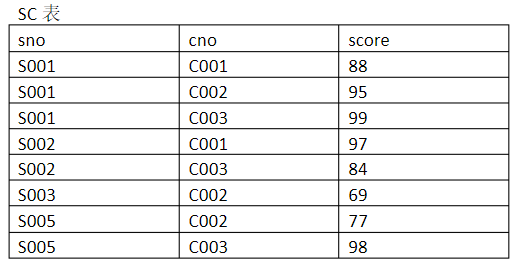 SC 表
sno cno score
S001 C001 88
S001 C002 95
S001 C003 99
S002 C001 97
S002 C003 84
S003 C002 69
S005 C002 77
S005 C003 98